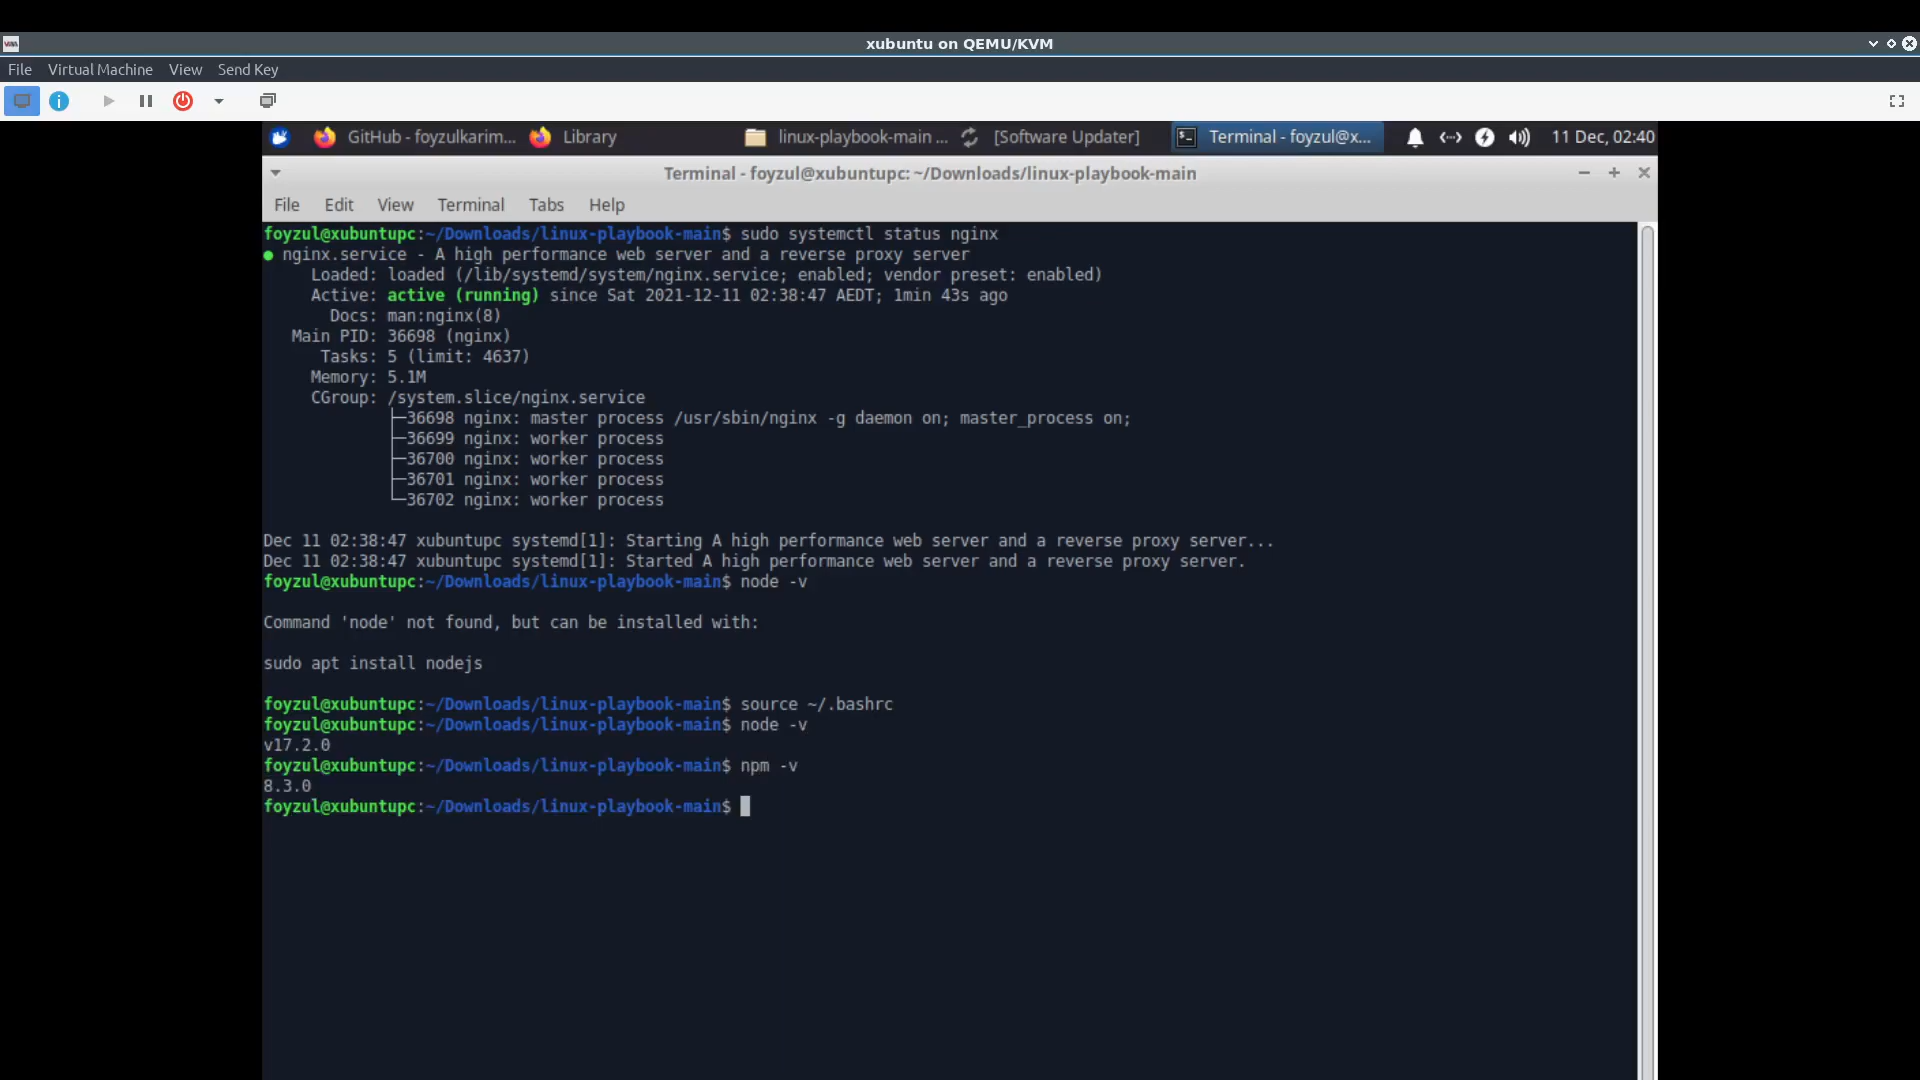 xubuntu on QEMU/KVM
File Virtual Machine View Send Key
GitHub - foyzulkarim... Library linux-playbook-main ... [Software Updater] Terminal - foyzul@x... 11 Dec, 02:40
Terminal - foyzul@xubuntupc: ~/Downloads/linux-playbook-main
File Edit View Terminal Tabs Help
foyzul@xubuntupc:~/Downloads/linux-playbook-main$ sudo systemctl status nginx
● nginx.service - A high performance web server and a reverse proxy server
Loaded: loaded (/lib/systemd/system/nginx.service; enabled; vendor preset: enabled)
Active: active (running) since Sat 2021-12-11 02:38:47 AEDT; 1min 43s ago
Docs: man:nginx(8)
Main PID: 36698 (nginx)
Tasks: 5 (limit: 4637)
Memory: 5.1M
CGroup: /system.slice/nginx.service
├─36698 nginx: master process /usr/sbin/nginx -g daemon on; master_process on;
├─36699 nginx: worker process
├─36700 nginx: worker process
├─36701 nginx: worker process
└─36702 nginx: worker process
Dec 11 02:38:47 xubuntupc systemd[1]: Starting A high performance web server and a reverse proxy server...
Dec 11 02:38:47 xubuntupc systemd[1]: Started A high performance web server and a reverse proxy server.
foyzul@xubuntupc:~/Downloads/linux-playbook-main$ node -v
Command 'node' not found, but can be installed with:
sudo apt install nodejs
foyzul@xubuntupc:~/Downloads/linux-playbook-main$ source ~/.bashrc
foyzul@xubuntupc:~/Downloads/linux-playbook-main$ node -v
v17.2.0
foyzul@xubuntupc:~/Downloads/linux-playbook-main$ npm -v
8.3.0
foyzul@xubuntupc:~/Downloads/linux-playbook-main$